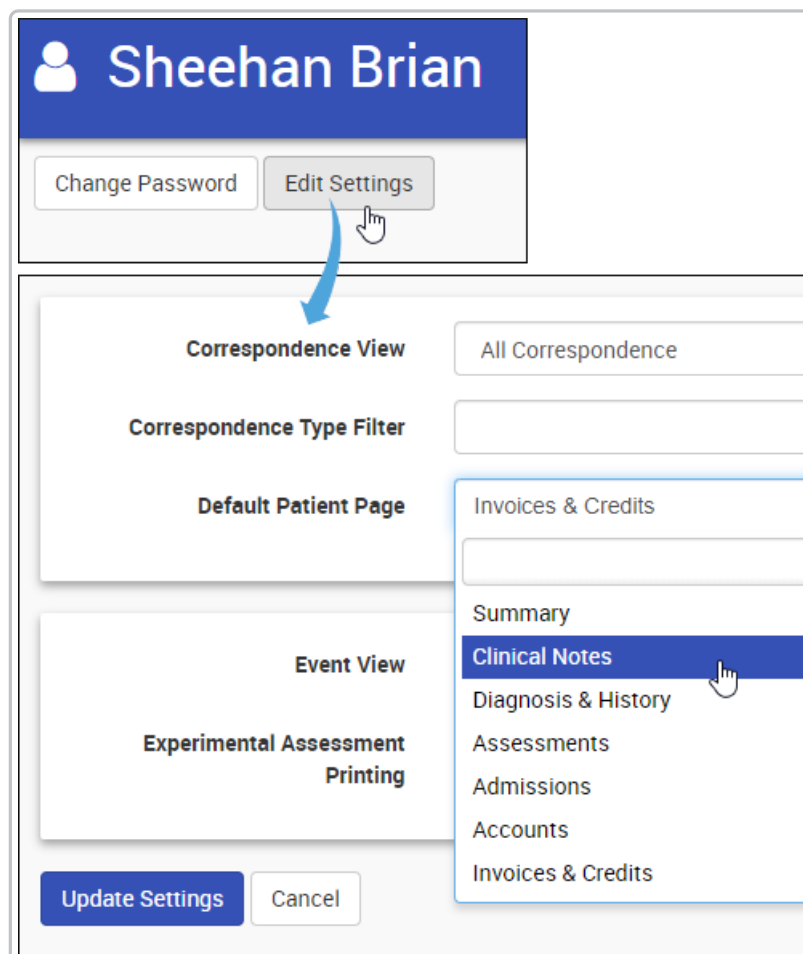 Sheehan Brian
Change Password
Edit Settings
Correspondence View
All Correspondence
Correspondence Type Filter
Default Patient Page
Invoices & Credits
Summary
Clinical Notes
Diagnosis & History
Assessments
Admissions
Accounts
Invoices & Credits
Event View
Experimental Assessment
Printing
Update Settings
Cancel